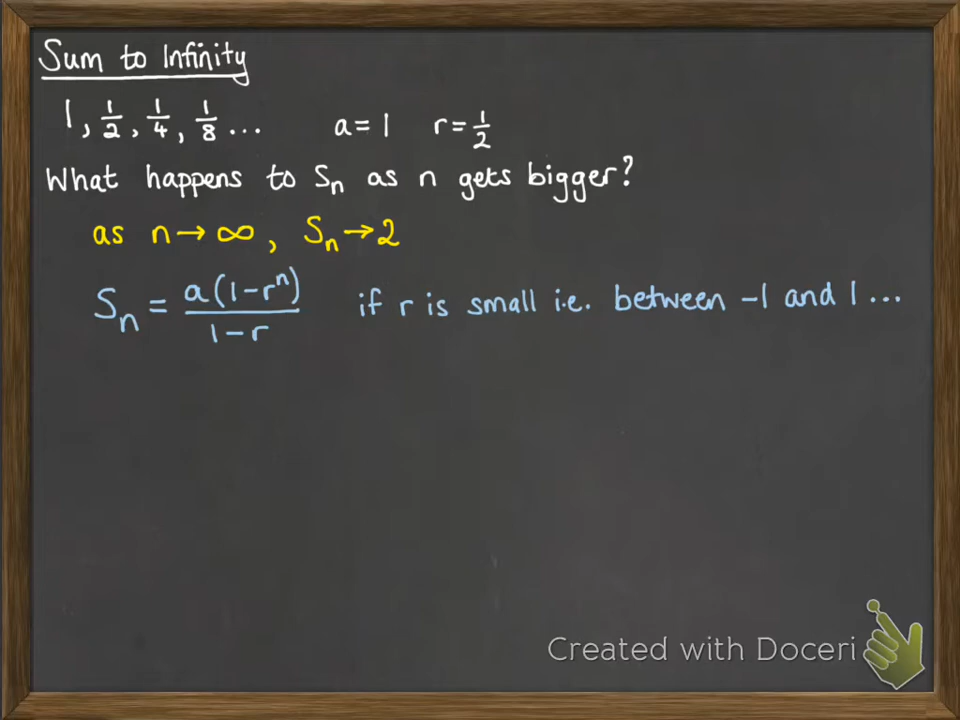 Sum to Infinity
1, 1/2, 1/4, 1/8 ... a = 1 r = 1/2
What happens to Sₙ as n gets bigger?
as n → ∞, Sₙ → 2
Sₙ = a(1-rⁿ)/(1-r) if r is small i.e. between -1 and 1 ...
Created with Doceri